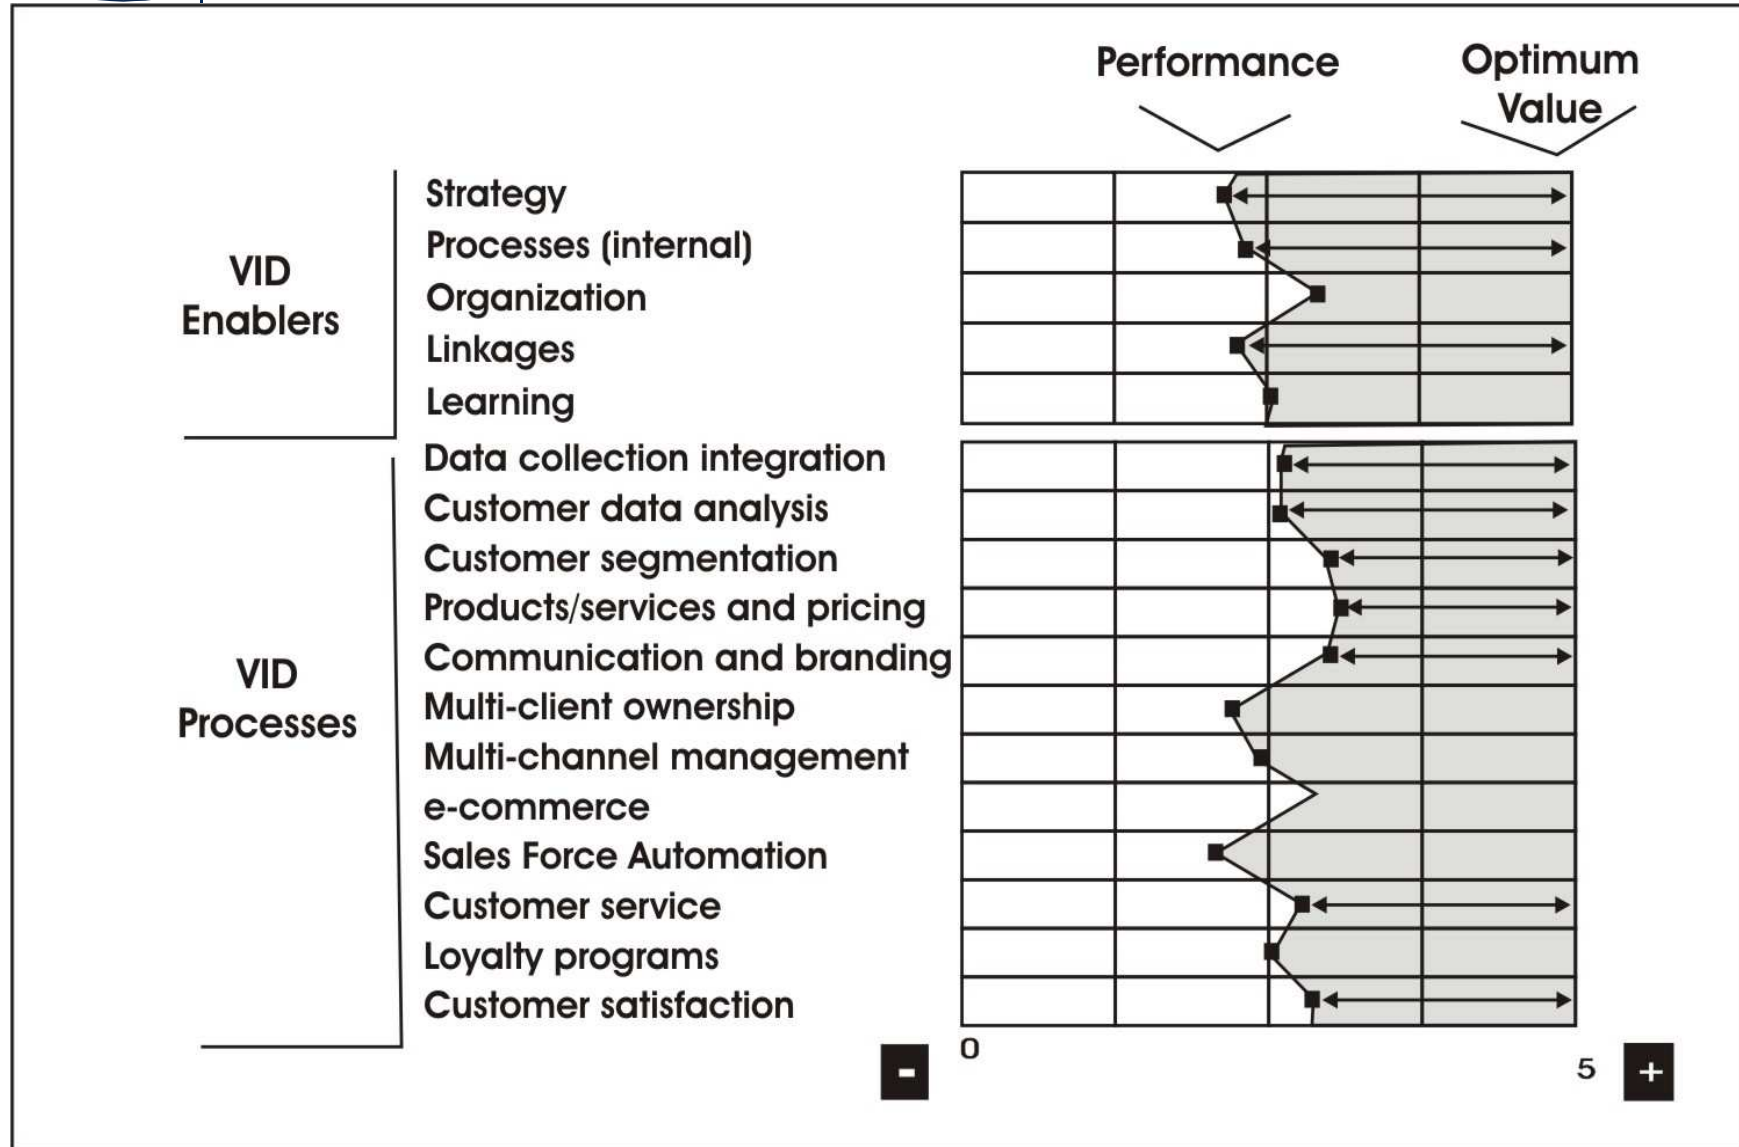 Performance
Optimum
Value
VID
Enablers
Strategy
Processes (internal)
Organization
Linkages
Learning
VID
Processes
Data collection integration
Customer data analysis
Customer segmentation
Products/services and pricing
Communication and branding
Multi-client ownership
Multi-channel management
e-commerce
Sales Force Automation
Customer service
Loyalty programs
Customer satisfaction
- 0 5 +